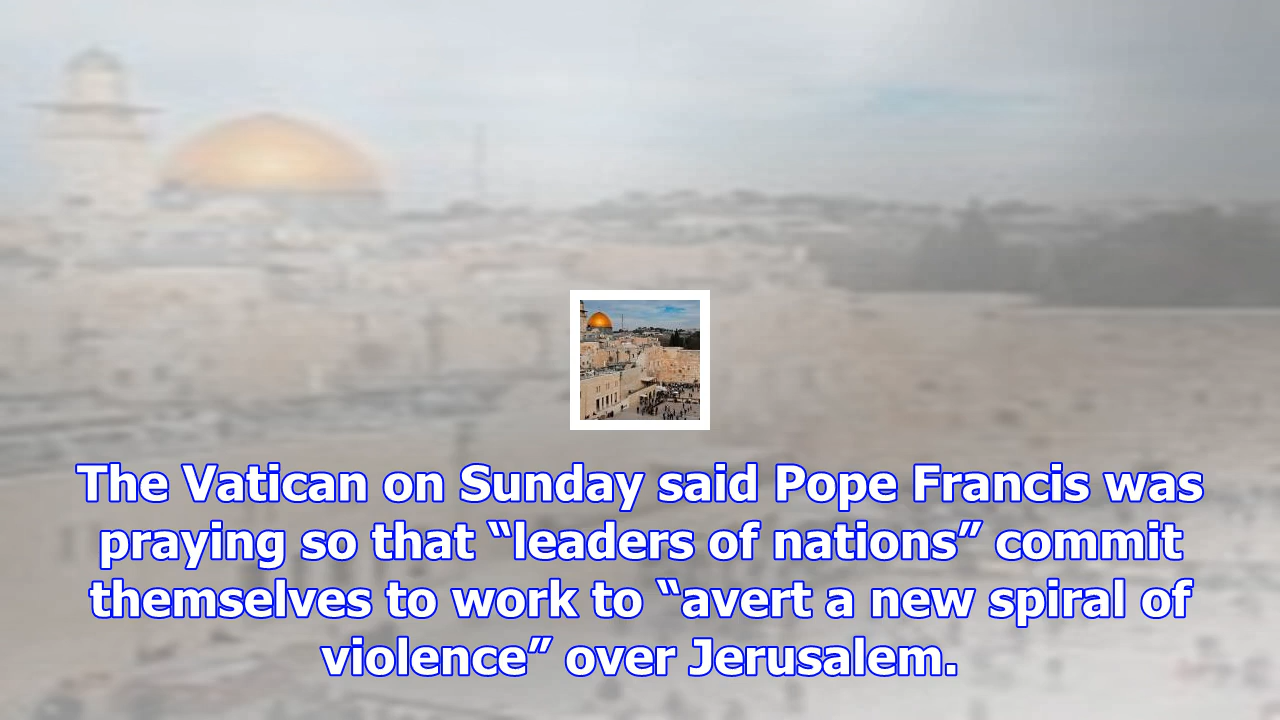 The Vatican on Sunday said Pope Francis was
praying so that “leaders of nations” commit
themselves to work to “avert a new spiral of
violence” over Jerusalem.